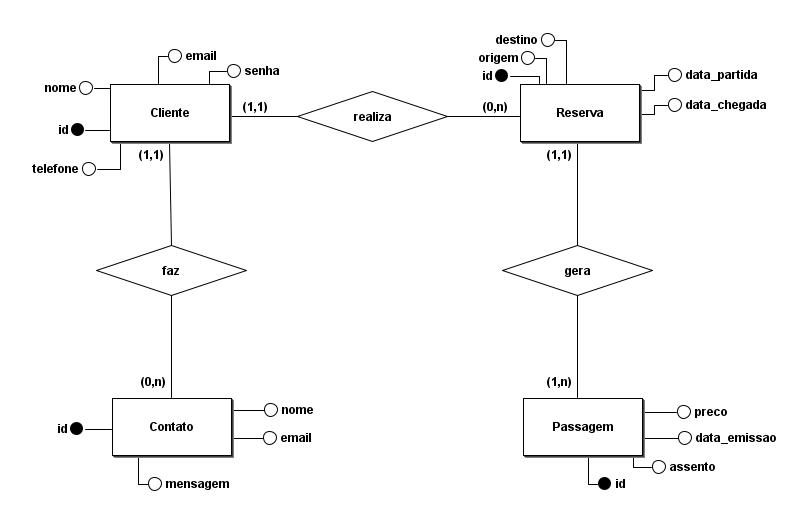 email
senha
nome
Cliente
id
telefone
(1,1)
(1,1)
realiza
(0,n)
destino
origem
id
data_partida
data_chegada
Reserva
(1,1)
faz
gera
(0,n)
(1,n)
Contato
id
nome
email
mensagem
Passagem
preco
data_emissao
assento
id